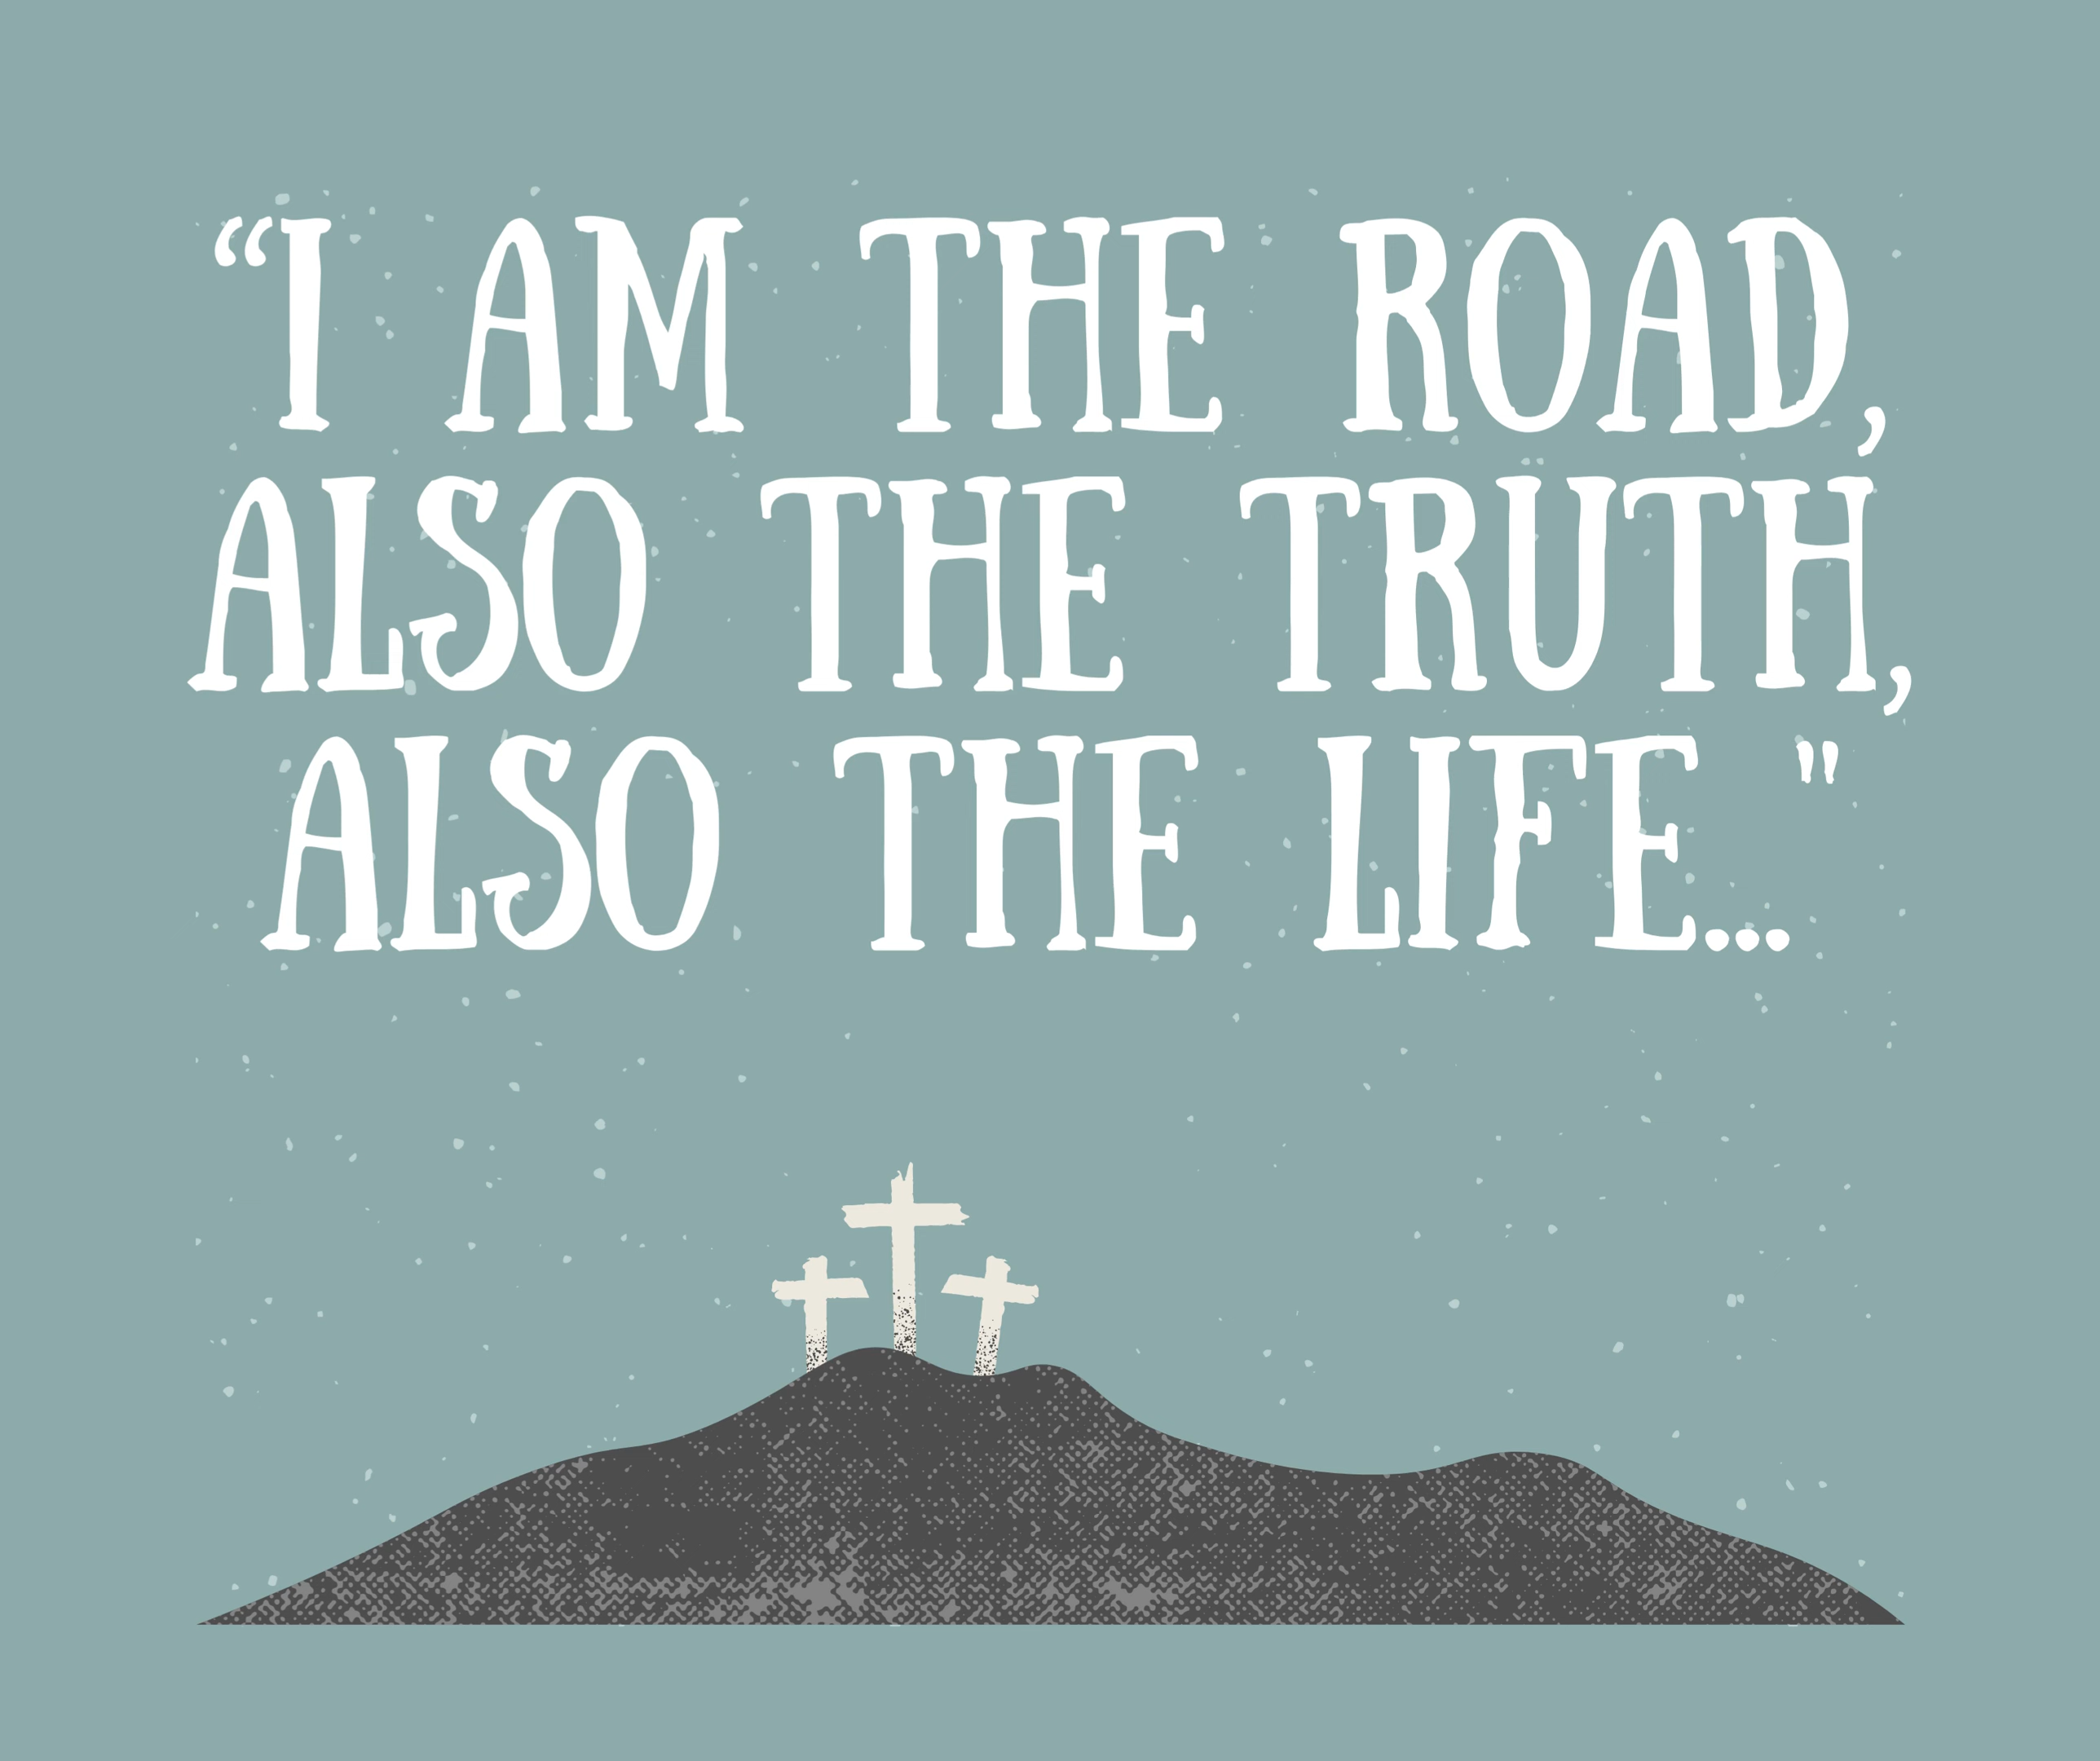 “I AM THE ROAD,
ALSO THE TRUTH,
ALSO THE LIFE..."